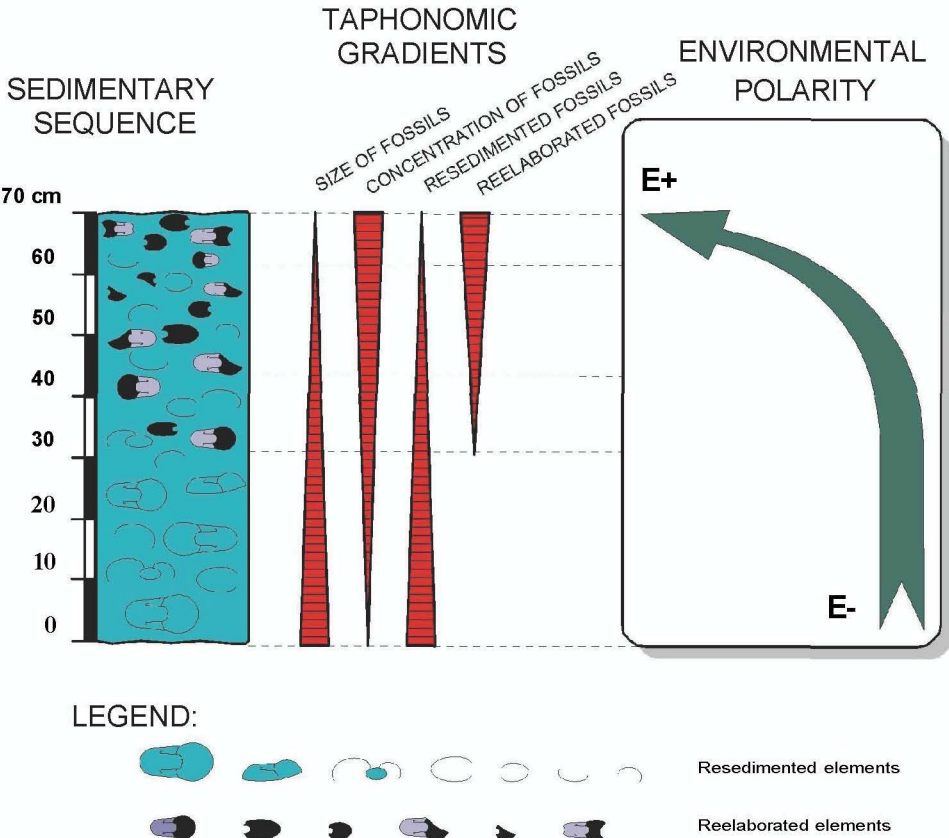 TAPHONOMIC
GRADIENTS
ENVIRONMENTAL
POLARITY
SEDIMENTARY
SEQUENCE
SIZE OF FOSSILS
CONCENTRATION OF FOSSILS
RESEDIMENTED FOSSILS
REELABORATED FOSSILS
70 cm
60
50
40
30
20
10
0
E+
E-
LEGEND:
Resedimented elements
Reelaborated elements